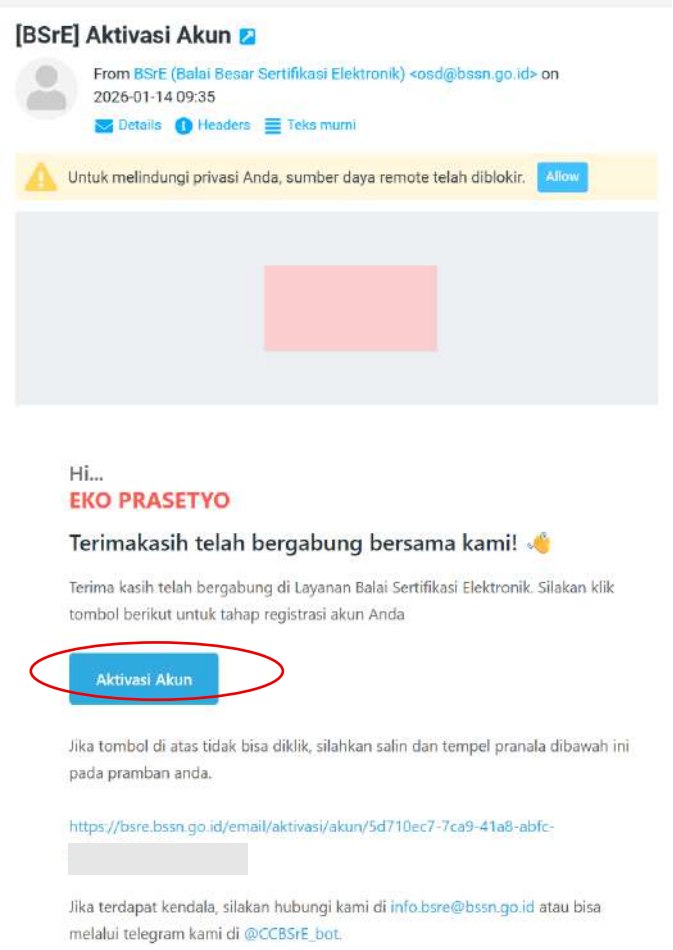 [BSrE] Aktivasi Akun
From BSrE (Balai Besar Sertifikasi Elektronik) <osd@bssn.go.id> on
2026-01-14 09:35
Details Headers Teks murni
Untuk melindungi privasi Anda, sumber daya remote telah diblokir. Allow
Hi...
EKO PRASETYO
Terimakasih telah bergabung bersama kami! 👋
Terima kasih telah bergabung di Layanan Balai Sertifikasi Elektronik. Silakan klik
tombol berikut untuk tahap registrasi akun Anda
Aktivasi Akun
Jika tombol di atas tidak bisa diklik, silahkan salin dan tempel pranala dibawah ini
pada pramban anda.
https://bsre.bssn.go.id/email/aktivasi/akun/5d710ec7-7ca9-41a8-abfc-
Jika terdapat kendala, silakan hubungi kami di info.bsre@bssn.go.id atau bisa
melalui telegram kami di @CCBSrE_bot.